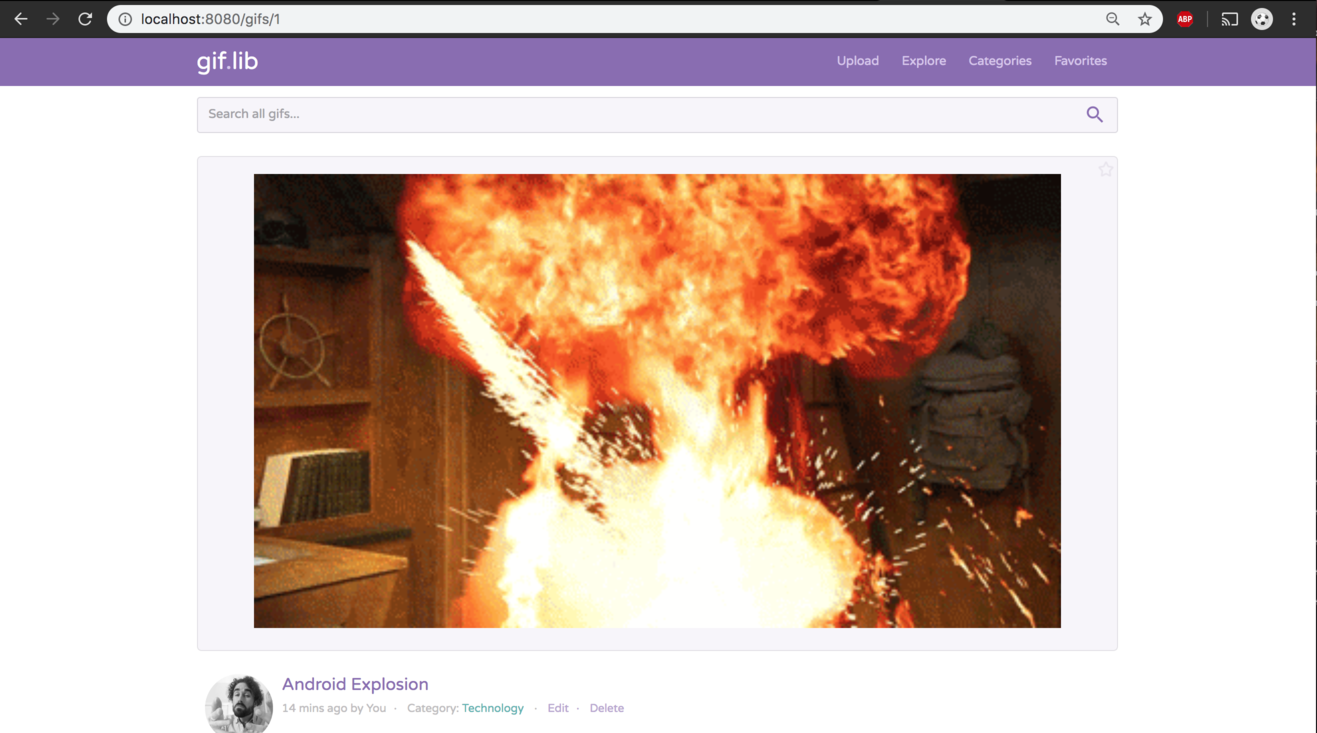 localhost:8080/gifs/1
ABP
gif.lib
Upload Explore Categories Favorites
Search all gifs...
Android Explosion
14 mins ago by You · Category: Technology · Edit · Delete